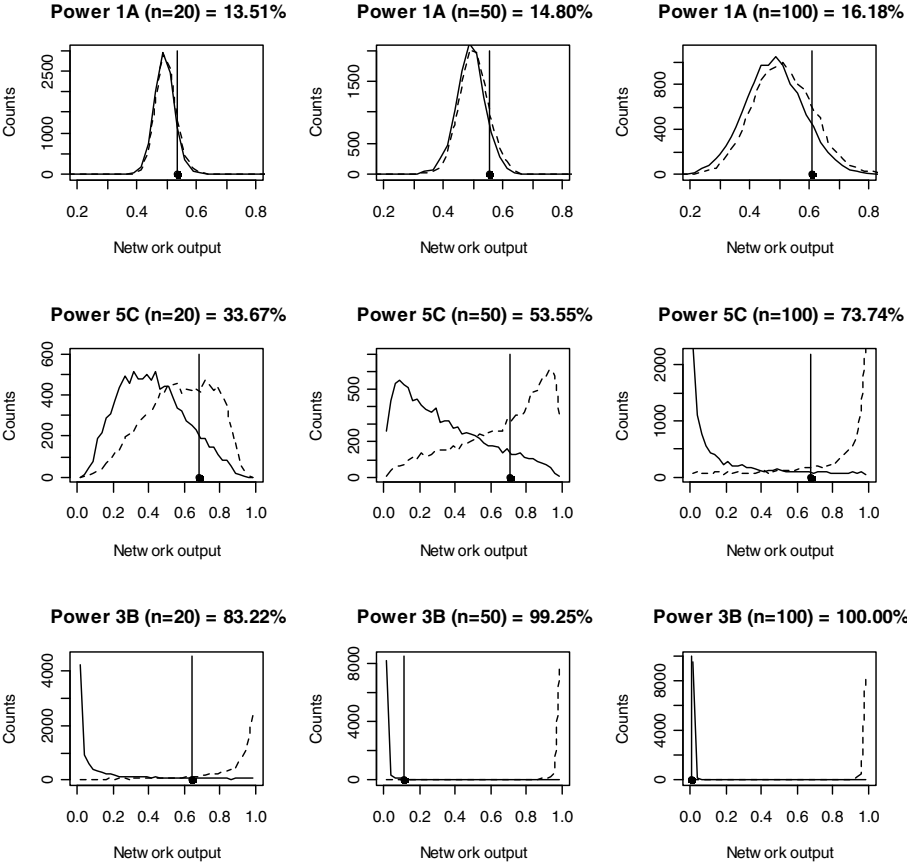 Power 1A (n=20) = 13.51%
Counts
0 1000 2500
0.2 0.4 0.6 0.8
Netw ork output
Power 1A (n=50) = 14.80%
Counts
0 500 1500
0.2 0.4 0.6 0.8
Netw ork output
Power 1A (n=100) = 16.18%
Counts
0 400 800
0.2 0.4 0.6 0.8
Netw ork output
Power 5C (n=20) = 33.67%
Counts
0 200 400 600
0.0 0.2 0.4 0.6 0.8 1.0
Netw ork output
Power 5C (n=50) = 53.55%
Counts
0 200 500
0.0 0.2 0.4 0.6 0.8 1.0
Netw ork output
Power 5C (n=100) = 73.74%
Counts
0 1000 2000
0.0 0.2 0.4 0.6 0.8 1.0
Netw ork output
Power 3B (n=20) = 83.22%
Counts
0 2000 4000
0.0 0.2 0.4 0.6 0.8 1.0
Netw ork output
Power 3B (n=50) = 99.25%
Counts
0 4000 8000
0.0 0.2 0.4 0.6 0.8 1.0
Netw ork output
Power 3B (n=100) = 100.00%
Counts
0 4000 8000
0.0 0.2 0.4 0.6 0.8 1.0
Netw ork output